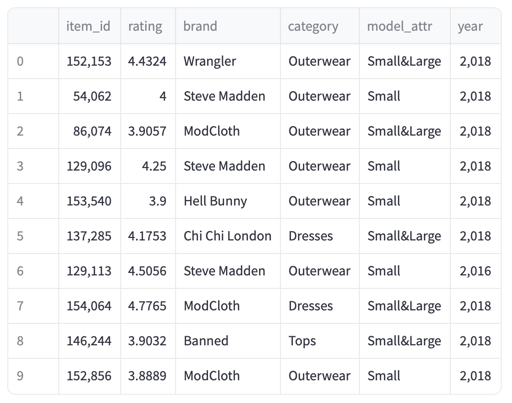 item_id rating brand category model_attr year
0 152,153 4.4324 Wrangler Outerwear Small&Large 2,018
1 54,062 4 Steve Madden Outerwear Small 2,018
2 86,074 3.9057 ModCloth Outerwear Small&Large 2,018
3 129,096 4.25 Steve Madden Outerwear Small 2,018
4 153,540 3.9 Hell Bunny Outerwear Small 2,018
5 137,285 4.1753 Chi Chi London Dresses Small&Large 2,018
6 129,113 4.5056 Steve Madden Outerwear Small 2,016
7 154,064 4.7765 ModCloth Dresses Small&Large 2,018
8 146,244 3.9032 Banned Tops Small&Large 2,018
9 152,856 3.8889 ModCloth Outerwear Small 2,018